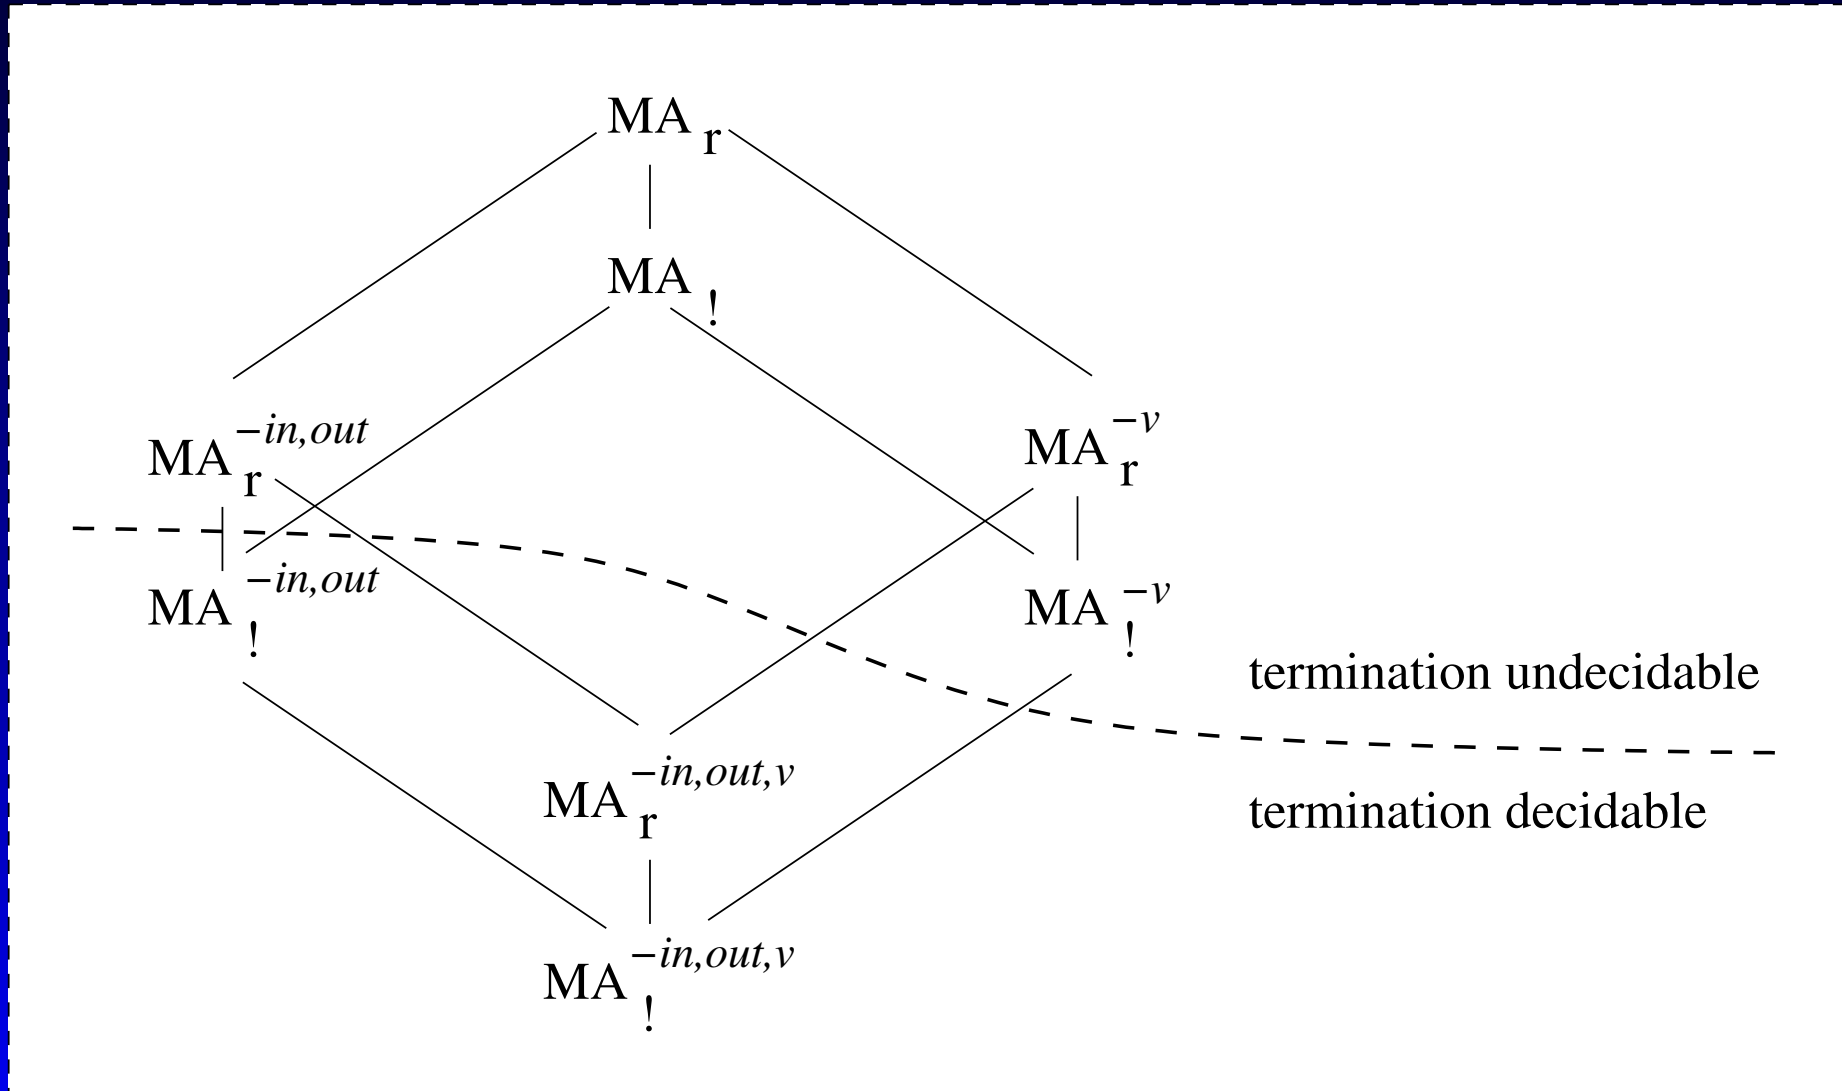 MA r
MA !
MA r −in,out
MA r −v
MA ! −in,out
MA ! −v
termination undecidable
MA r −in,out,v
termination decidable
MA ! −in,out,v